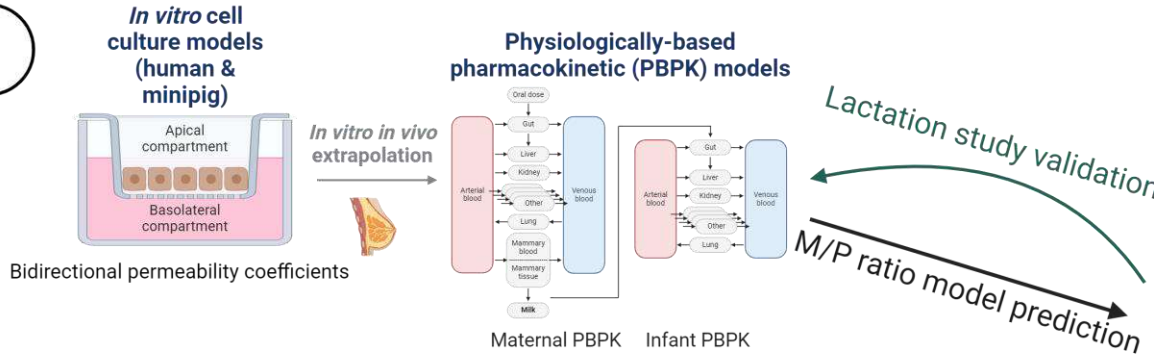 In vitro cell
culture models
(human &
minipig)
Apical
compartment
Basolateral
compartment
Bidirectional permeability coefficients
In vitro in vivo
extrapolation
Physiologically-based
pharmacokinetic (PBPK) models
Oral dose
Gut
Liver
Kidney
Other
Lung
Mammary
blood
Mammary
tissue
Milk
Arterial
blood
Venous
blood
Maternal PBPK
Gut
Liver
Kidney
Other
Lung
Arterial
blood
Venous
blood
Infant PBPK
Lactation study validation
M/P ratio model prediction